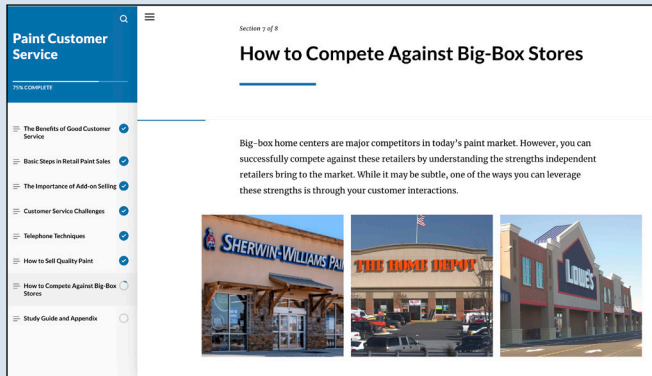 Paint Customer
Service
75% COMPLETE
The Benefits of Good Customer
Service
Basic Steps in Retail Paint Sales
The Importance of Add-on Selling
Customer Service Challenges
Telephone Techniques
How to Sell Quality Paint
How to Compete Against Big-Box
Stores
Study Guide and Appendix
Section 7 of 8
How to Compete Against Big-Box Stores
Big-box home centers are major competitors in today's paint market. However, you can
successfully compete against these retailers by understanding the strengths independent
retailers bring to the market. While it may be subtle, one of the ways you can leverage
these strengths is through your customer interactions.
SHERWIN-WILLIAMS PAI
THE HOME DEPOT
LOWE'S